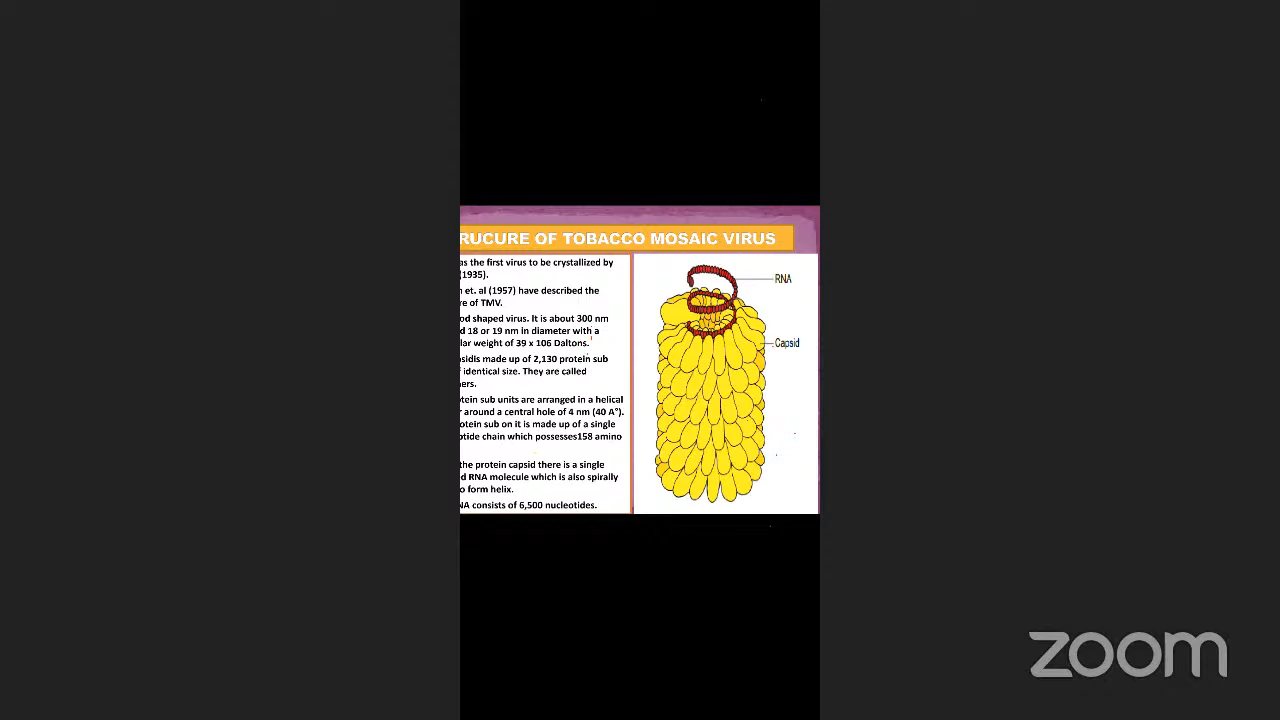 RUCURE OF TOBACCO MOSAIC VIRUS
as the first virus to be crystallized by
(1935).
n et. al (1957) have described the
re of TMV.
od shaped virus. It is about 300 nm
d 18 or 19 nm in diameter with a
lar weight of 39 x 106 Daltons.
sidis made up of 2,130 protein sub
f identical size. They are called
ers.
tein sub units are arranged in a helical
r around a central hole of 4 nm (40 A°).
otein sub on it is made up of a single
ptide chain which possesses158 amino
the protein capsid there is a single
d RNA molecule which is also spirally
o form helix.
NA consists of 6,500 nucleotides.
RNA
Capsid
zoom